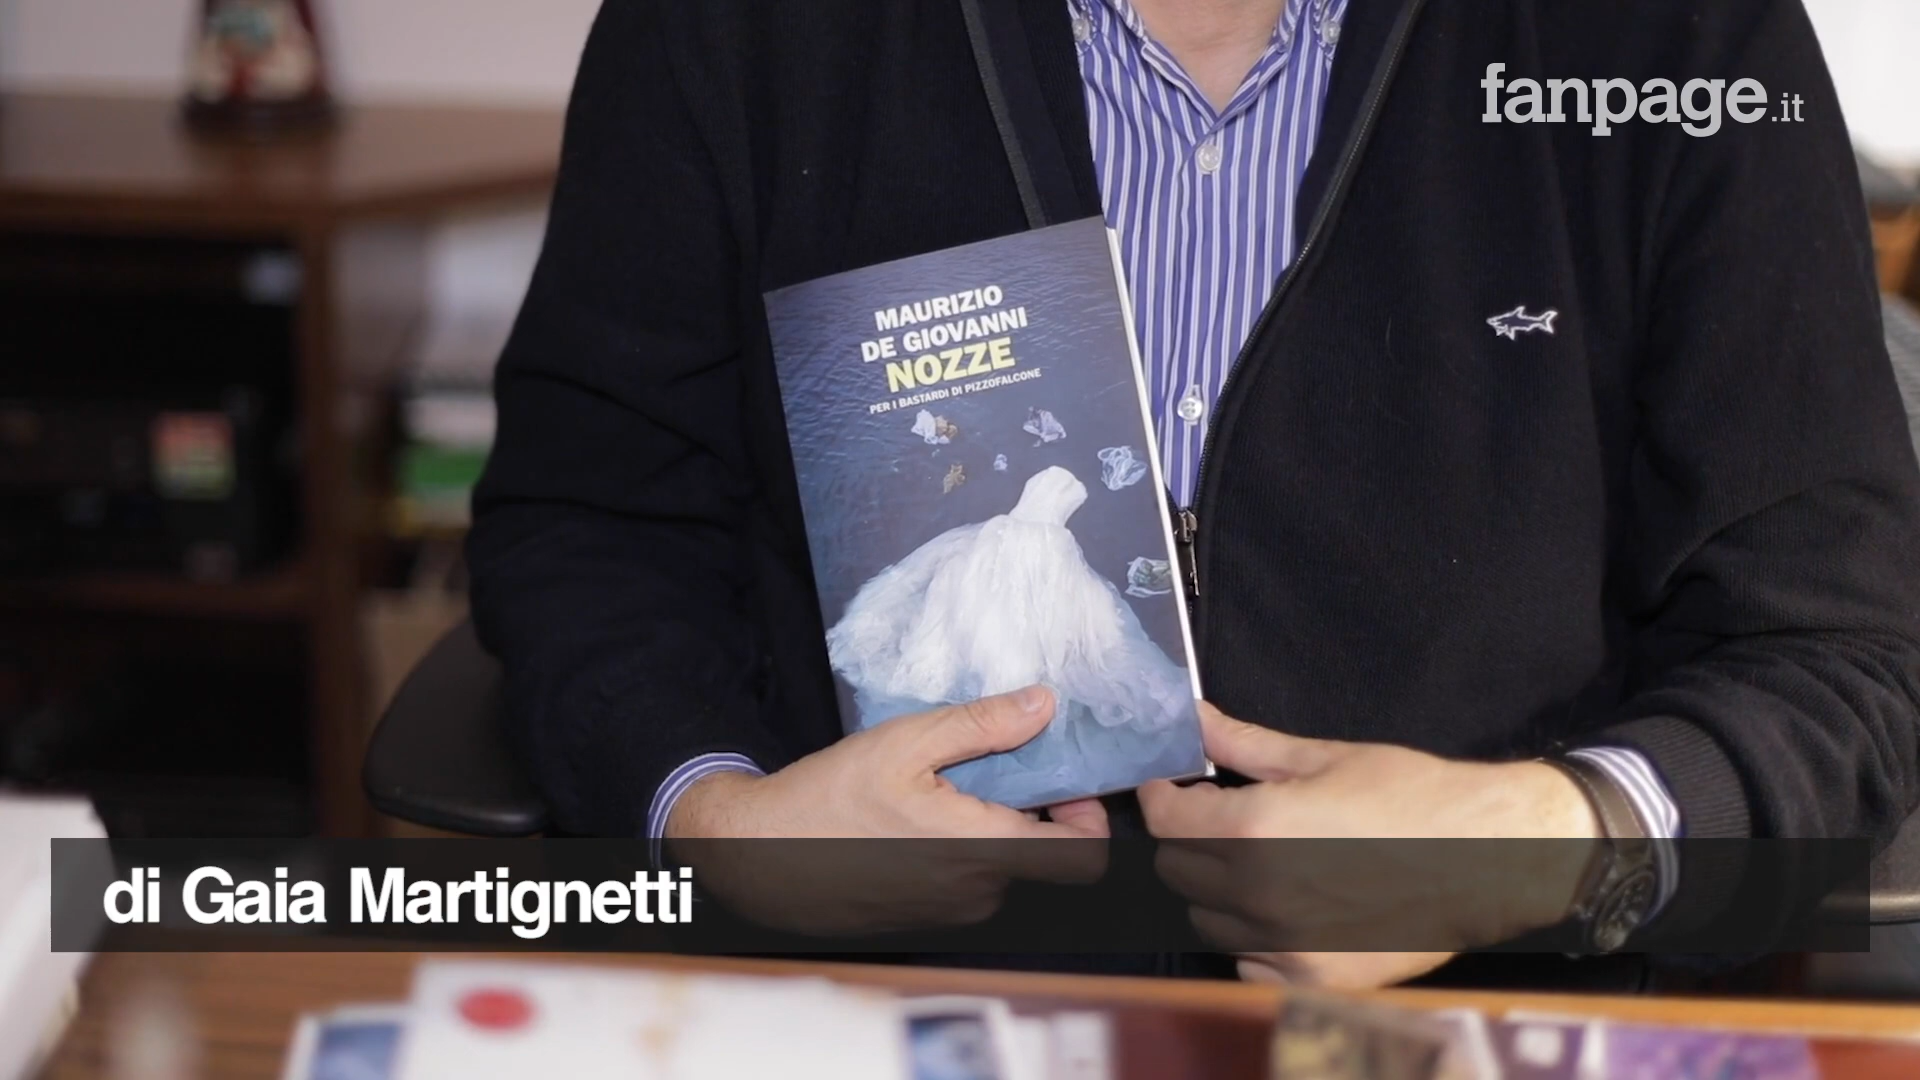 fanpage.it
MAURIZIO
DE GIOVANNI
NOZZE
PER I BASTARDI DI PIZZOFALCONE
di Gaia Martignetti